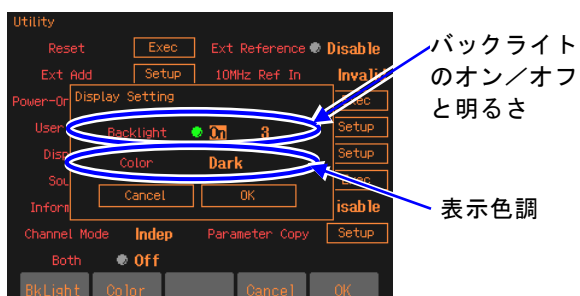 Utility
Reset Exec Ext Reference Disable
Ext Add Setup 10MHz Ref In Invalid
Power-On Display Setting Exec
User Backlight On 3 Setup
Disp Color Dark Setup
Sou Exec
Inform Cancel OK isable
Channel Mode Indep Parameter Copy Setup
Both Off
BkLight Color Cancel OK
バックライト
のオン／オフ
と明るさ
表示色調